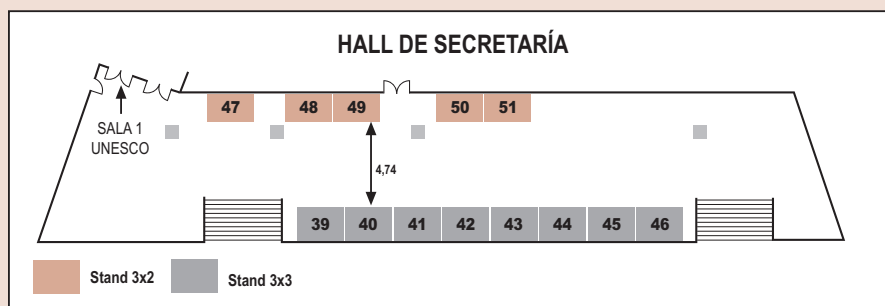 HALL DE SECRETARÍA
47
48
49
50
51
SALA 1
UNESCO
4,74
39
40
41
42
43
44
45
46
Stand 3x2
Stand 3x3